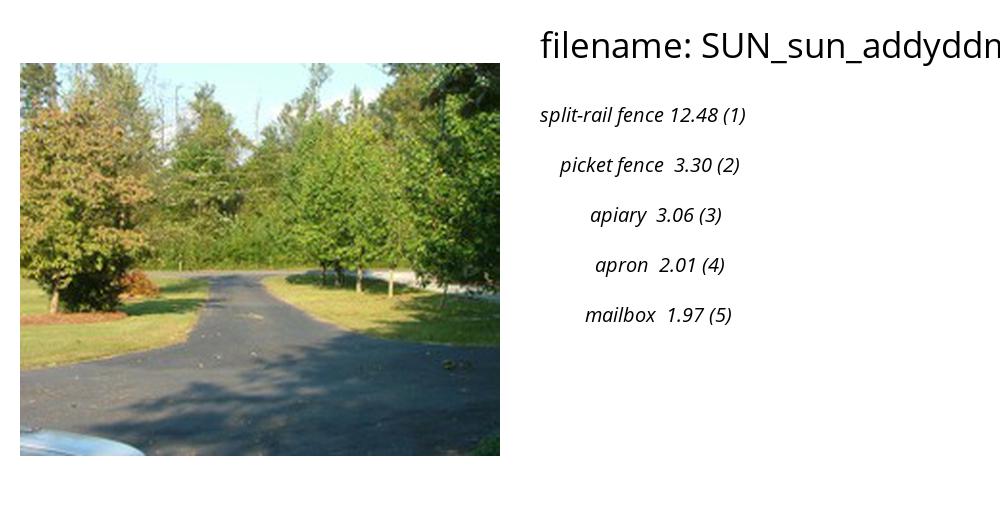 filename: SUN_sun_addyddn
split-rail fence 12.48 (1)
picket fence 3.30 (2)
apiary 3.06 (3)
apron 2.01 (4)
mailbox 1.97 (5)